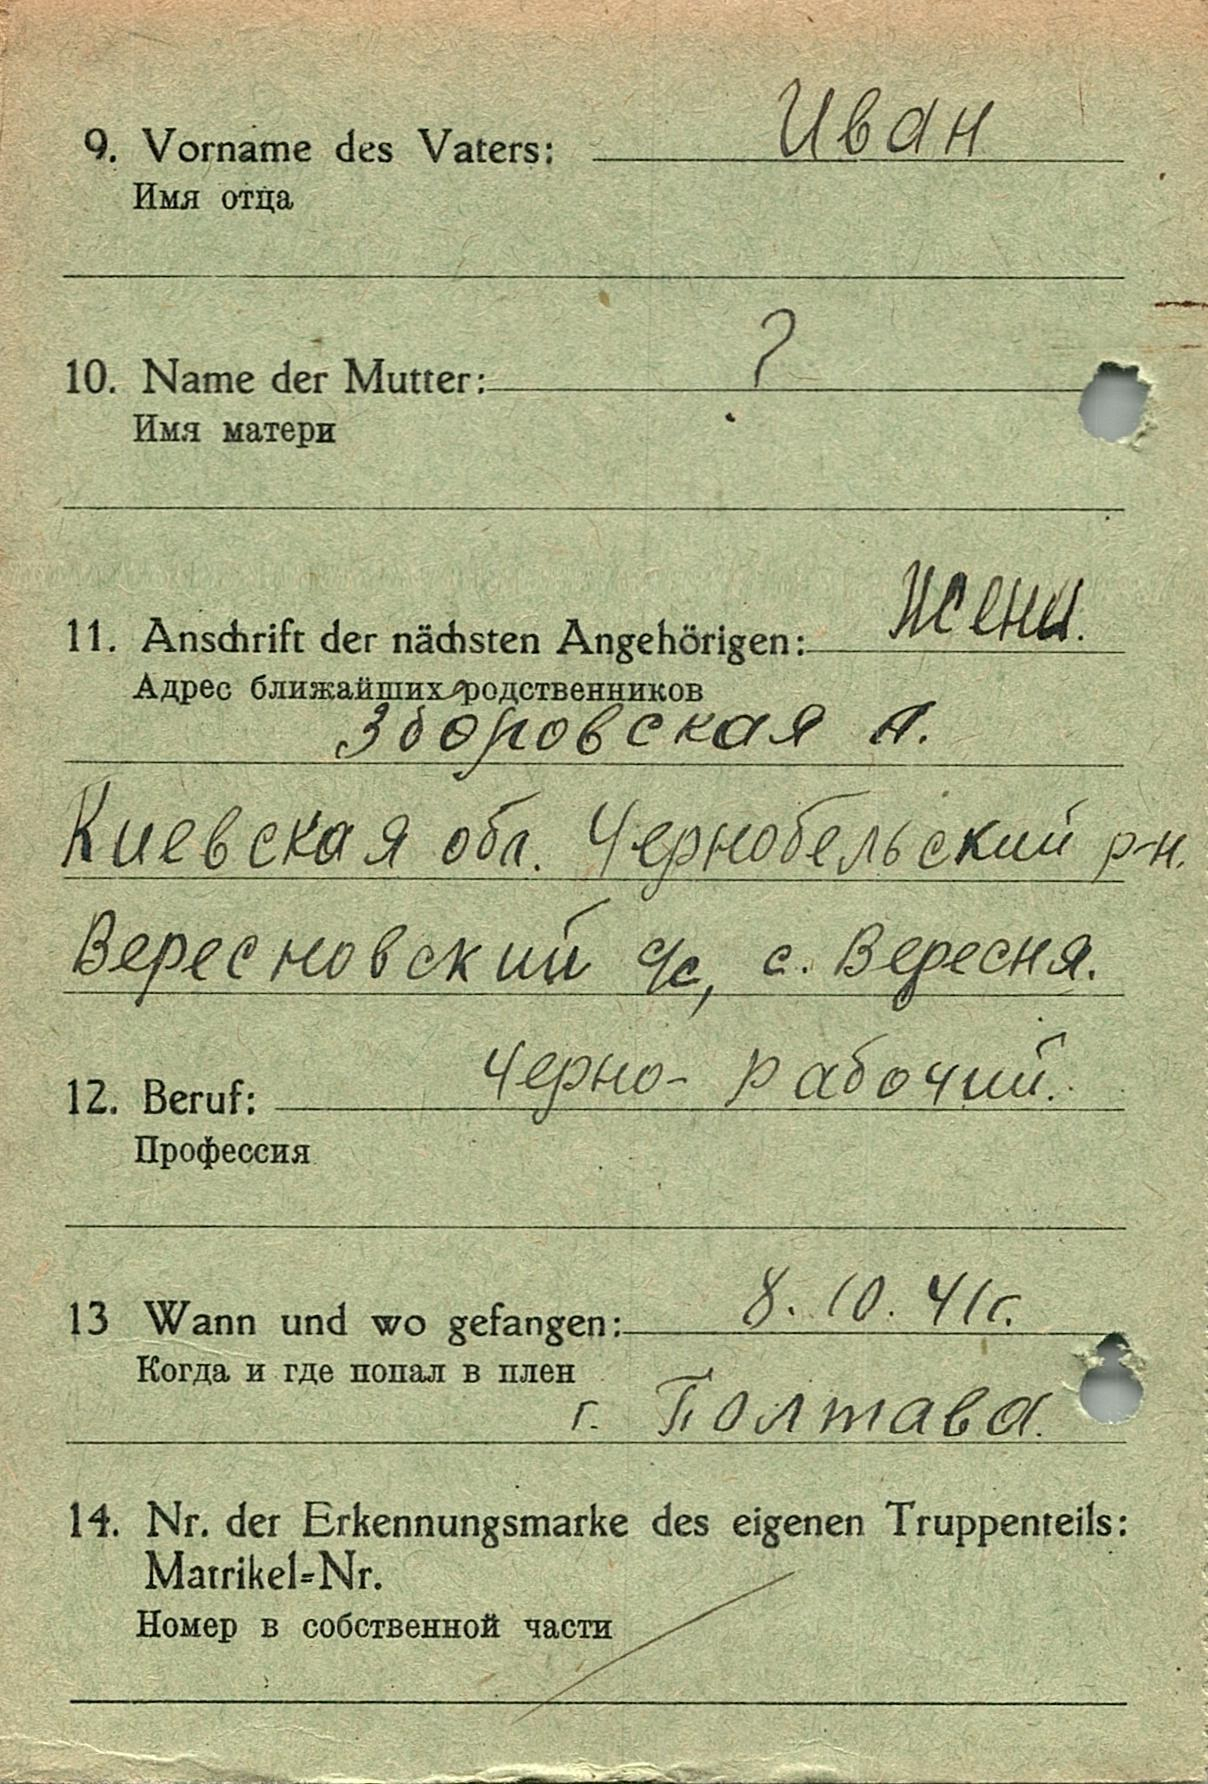 9. Vorname des Vaters: Иван
Имя отца
10. Name der Mutter: ?
Имя матери
11. Anschrift der nächsten Angehörigen: Жены.
Адрес ближайших родственников
Зборовская А.
Киевская обл. Чернобельский р-н.
Вересновский с/с, с. Вересня.
12. Beruf: Черно-рабочий.
Профессия
13 Wann und wo gefangen: 8. 10. 41 г.
Когда и где попал в плен
г. Полтава.
14. Nr. der Erkennungsmarke des eigenen Truppenteils:
Matrikel-Nr.
Номер в собственной части